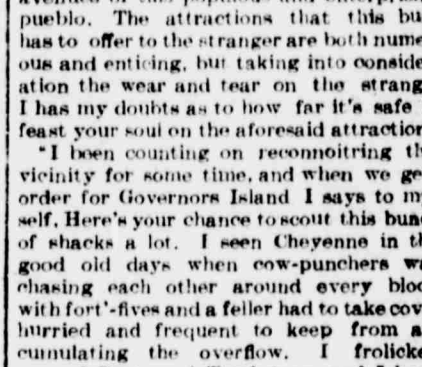 pueblo. The attractions that this bu
has to offer to the stranger are both nume
ous and enticing, but taking into conside
ation the wear and tear on the strang
I has my doubts as to how far it's safe
feast your soul on the aforesaid attraction
"I been counting on reconnoitring th
vicinity for some time, and when we ge
order for Governors Island I says to m
self, Here's your chance to scout this bun
of shacks a lot. I seen Cheyenne in th
good old days when cow-punchers wa
chasing each other around every bloc
with fort'-fives and a feller had to take cov
hurried and frequent to keep from a
cumulating the overflow. I frolicke